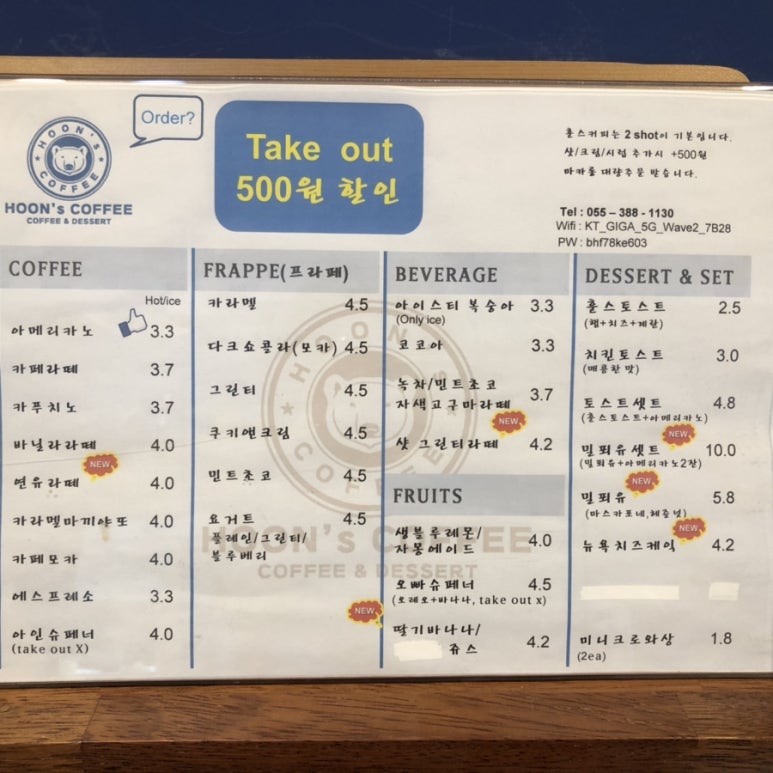 HOON's
COFFEE
HOON's COFFEE
COFFEE & DESSERT
Order?
Take out
500원 할인
훈스커피는 2 shot이 기본입니다.
샷/크림/시럽 추가시 +500원
마카롱 대량주문 받습니다.
Tel : 055 – 388 - 1130
Wifi : KT_GIGA_5G_Wave2_7B28
PW : bhf78ke603
COFFEE
Hot/ice
아메리카노 3.3
카페라떼 3.7
카푸치노 3.7
바닐라라떼 4.0
NEW
연유라떼 4.0
카라멜마끼야또 4.0
카페모카 4.0
에스프레소 3.3
아인슈페너 4.0
(take out X)
FRAPPE(프라페)
카라멜 4.5
다크쇼콜라(모카) 4.5
그린티 4.5
쿠키앤크림 4.5
민트초코 4.5
요거트 4.5
플레인/그린티/
블루베리
BEVERAGE
아이스티 복숭아 3.3
(Only ice)
코코아 3.3
녹차/민트초코
자색고구마라떼 3.7
NEW
샷 그린티라떼 4.2
FRUITS
생블루레몬/
자몽에이드 4.0
오빠슈페너 4.5
(오레오+바나나, take out x)
NEW
딸기바나나/
쥬스 4.2
DESSERT & SET
훈스토스트 2.5
(햄+치즈+계란)
치킨토스트 3.0
(매콤한 맛)
토스트셋트 4.8
(훈스토스트+아메리카노)
NEW
밀푀유셋트 10.0
(밀푀유+아메리카노2잔)
NEW
밀푀유 5.8
(마스카포네,헤즐넛)
NEW
뉴욕치즈케익 4.2
미니크로와상 1.8
(2ea)
HOON's
COFFEE
HOON's COFFEE
COFFEE & DESSERT